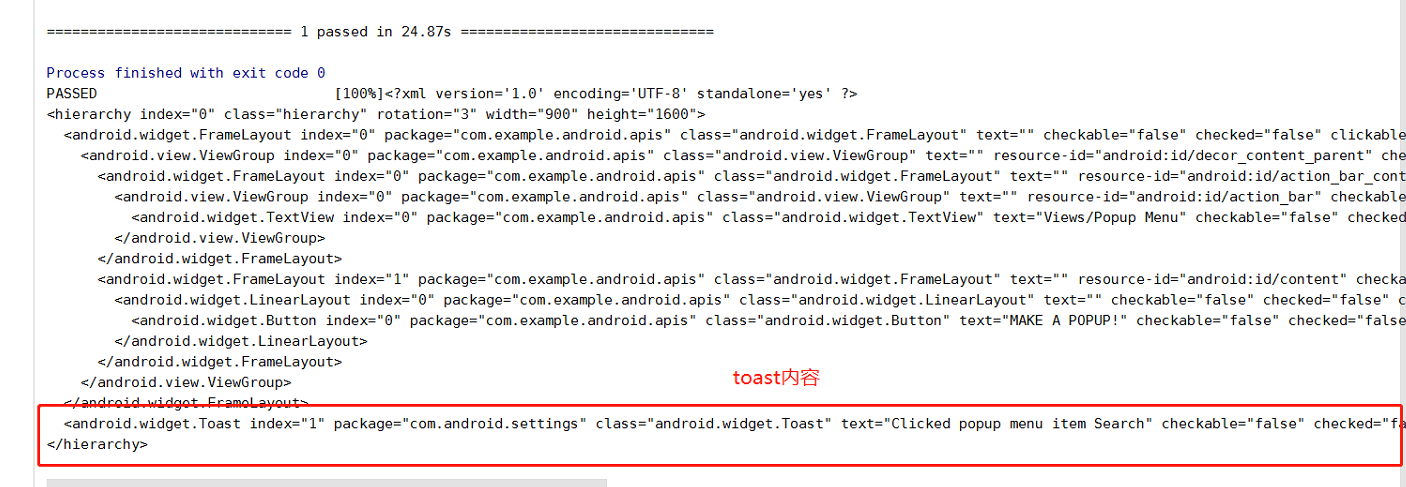 ============================= 1 passed in 24.87s ==============================
Process finished with exit code 0
PASSED                            [100%]<?xml version='1.0' encoding='UTF-8' standalone='yes' ?>
<hierarchy index="0" class="hierarchy" rotation="3" width="900" height="1600">
  <android.widget.FrameLayout index="0" package="com.example.android.apis" class="android.widget.FrameLayout" text="" checkable="false" checked="false" clickable
    <android.view.ViewGroup index="0" package="com.example.android.apis" class="android.view.ViewGroup" text="" resource-id="android:id/decor_content_parent" che
      <android.widget.FrameLayout index="0" package="com.example.android.apis" class="android.widget.FrameLayout" text="" resource-id="android:id/action_bar_cont
        <android.view.ViewGroup index="0" package="com.example.android.apis" class="android.view.ViewGroup" text="" resource-id="android:id/action_bar" checkable
          <android.widget.TextView index="0" package="com.example.android.apis" class="android.widget.TextView" text="Views/Popup Menu" checkable="false" checked
        </android.view.ViewGroup>
      </android.widget.FrameLayout>
      <android.widget.FrameLayout index="1" package="com.example.android.apis" class="android.widget.FrameLayout" text="" resource-id="android:id/content" checka
        <android.widget.LinearLayout index="0" package="com.example.android.apis" class="android.widget.LinearLayout" text="" checkable="false" checked="false" c
          <android.widget.Button index="0" package="com.example.android.apis" class="android.widget.Button" text="MAKE A POPUP!" checkable="false" checked="false
        </android.widget.LinearLayout>
      </android.widget.FrameLayout>
    </android.view.ViewGroup>
toast内容
  </android.widget.FrameLayout>
  <android.widget.Toast index="1" package="com.android.settings" class="android.widget.Toast" text="Clicked popup menu item Search" checkable="false" checked="fa
</hierarchy>